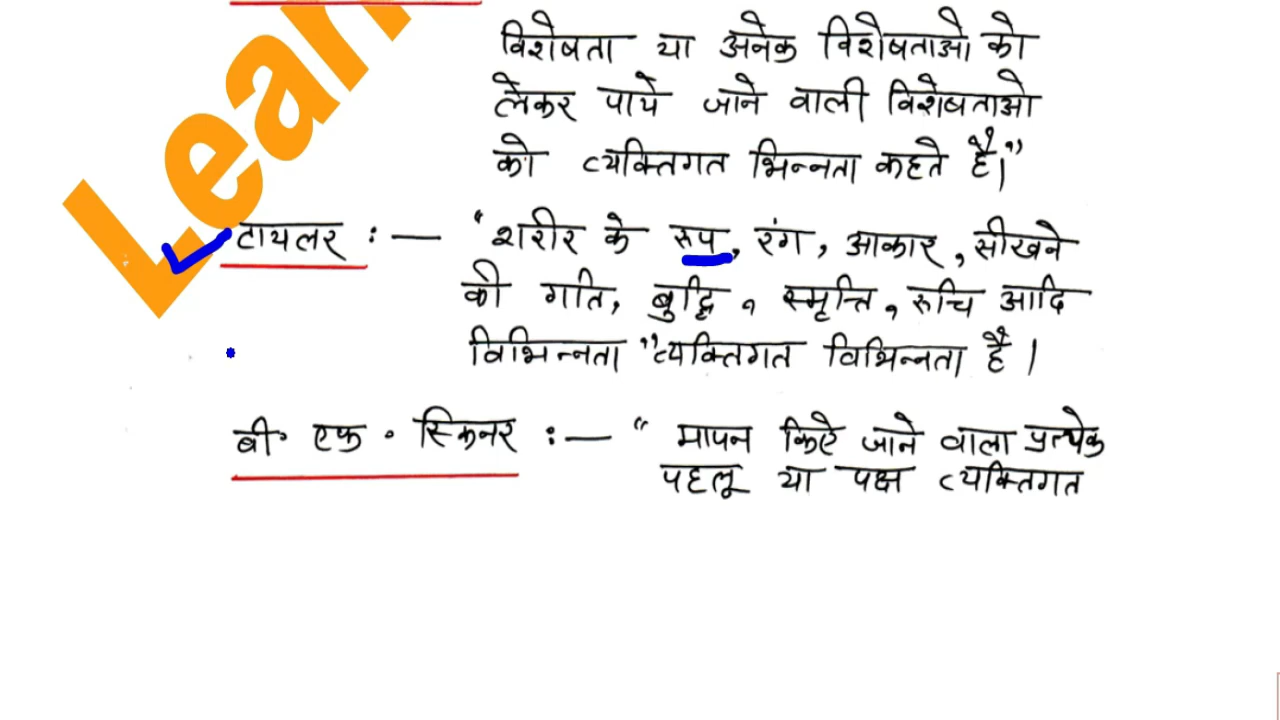 Lean
विशेषता या अनेक विशेषताओ को
लेकर पाये जाने वाली विशेषताओ
को व्यक्तिगत भिन्नता कहते है।"
टायलर :— "शरीर के रूप, रंग, आकार, सीखने
की गति, बुद्धि, स्मृत्ति, रूचि आदि
विभिन्नता "व्यक्तिगत विभिन्नता है।
बी. एफ. स्किनर :— "मापन किऐ जाने वाला प्रत्येक
पहलू या पक्ष व्यक्तिगत